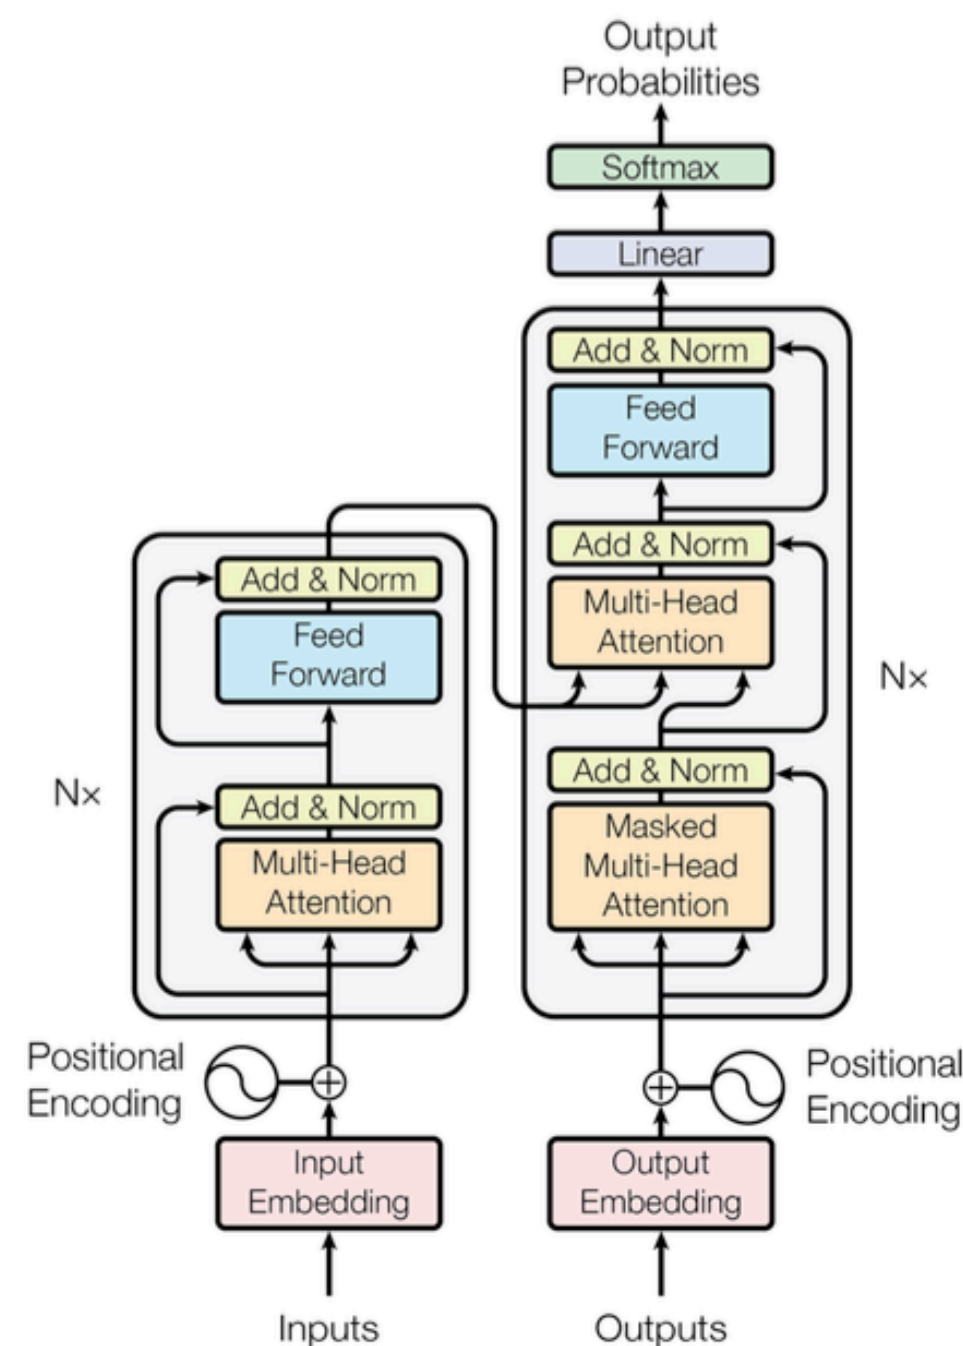 Output
Probabilities
Softmax
Linear
Add & Norm
Feed
Forward
Add & Norm
Multi-Head
Attention
N×
Add & Norm
Masked
Multi-Head
Attention
Add & Norm
Feed
Forward
N×
Add & Norm
Multi-Head
Attention
Positional
Encoding
Positional
Encoding
Input
Embedding
Output
Embedding
Inputs
Outputs